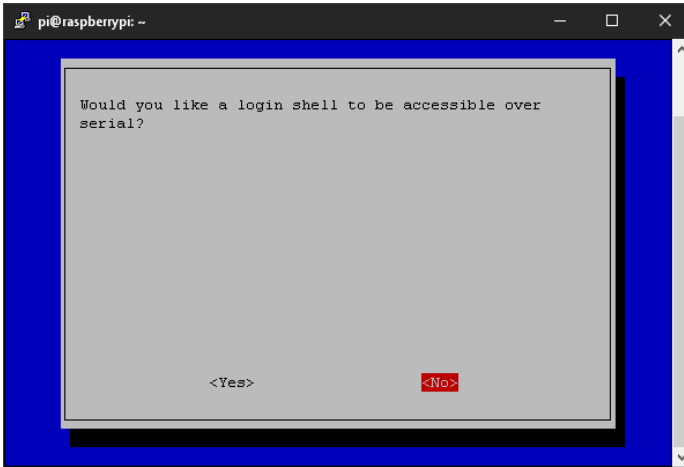 pi@raspberrypi: ~
Would you like a login shell to be accessible over
serial?
<Yes> <No>